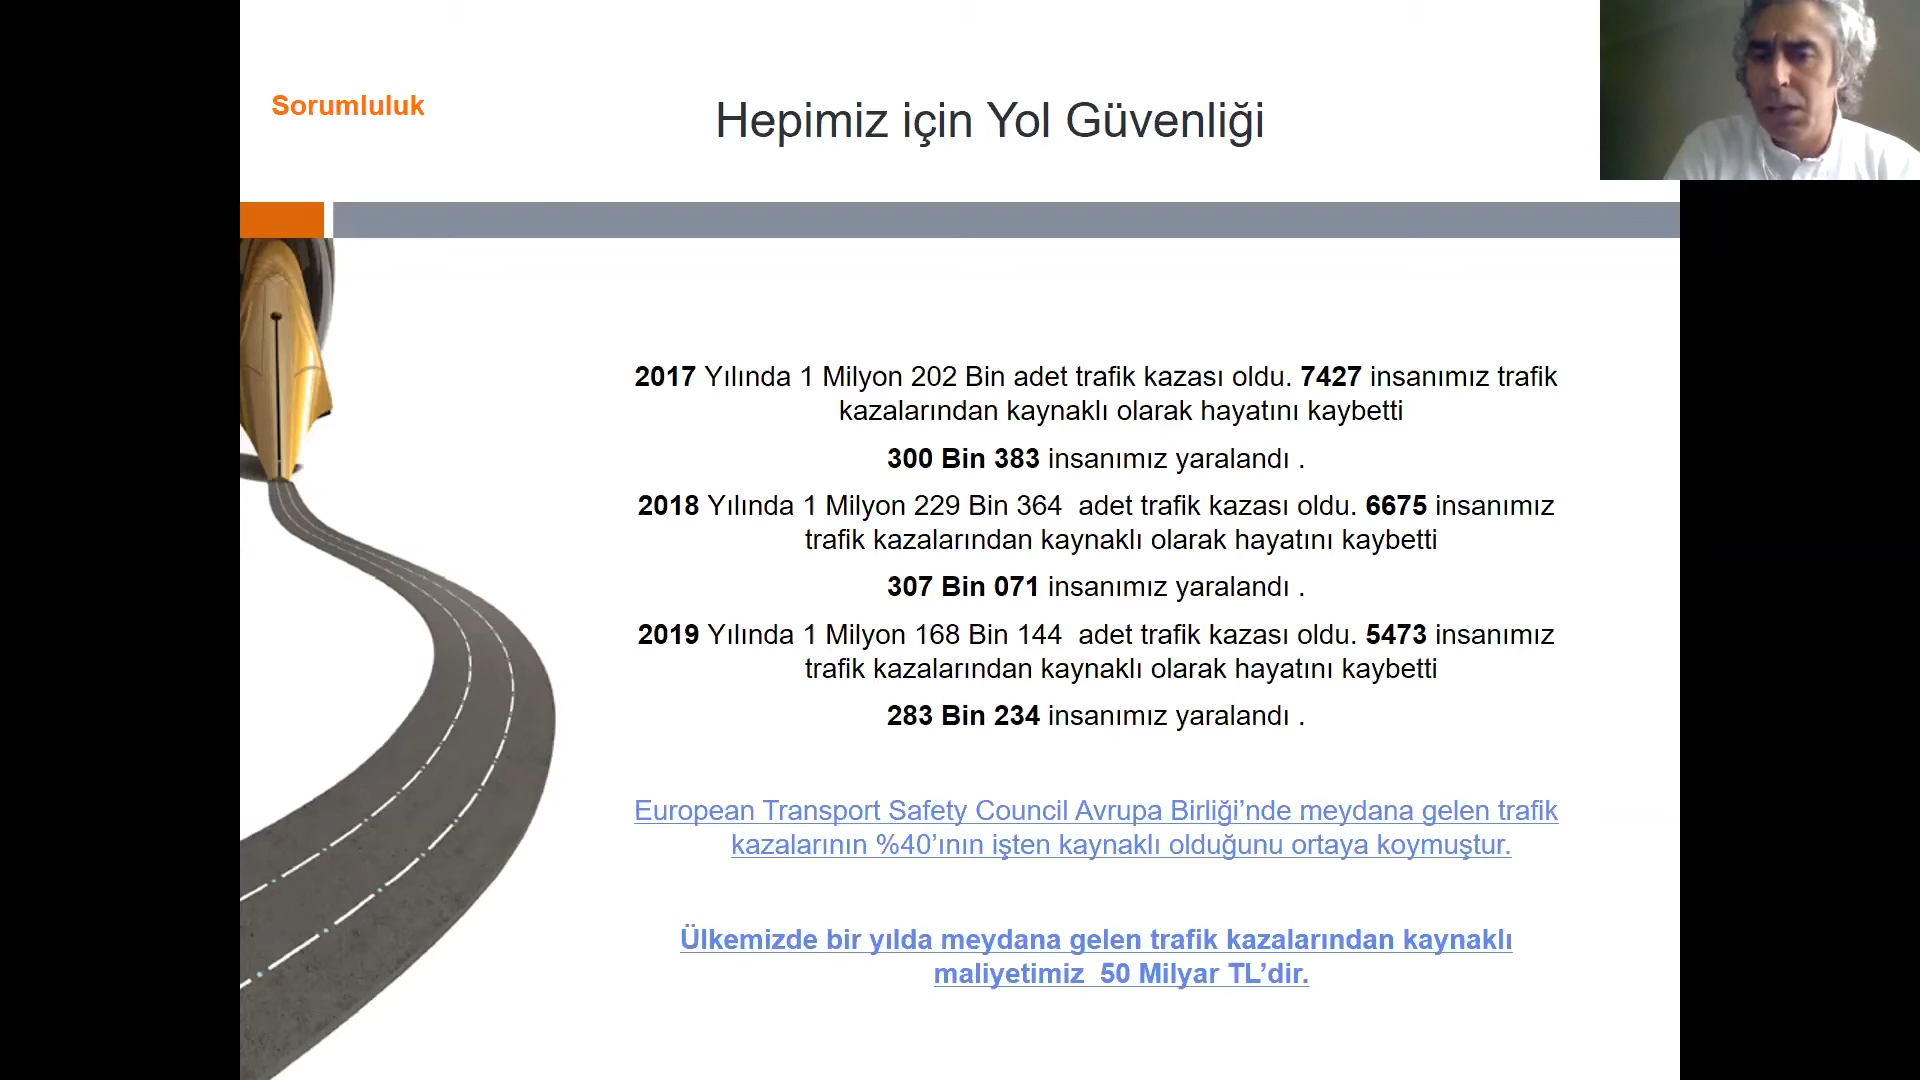 Sorumluluk
Hepimiz için Yol Güvenliği
2017 Yılında 1 Milyon 202 Bin adet trafik kazası oldu. 7427 insanımız trafik
kazalarından kaynaklı olarak hayatını kaybetti
300 Bin 383 insanımız yaralandı .
2018 Yılında 1 Milyon 229 Bin 364  adet trafik kazası oldu. 6675 insanımız
trafik kazalarından kaynaklı olarak hayatını kaybetti
307 Bin 071 insanımız yaralandı .
2019 Yılında 1 Milyon 168 Bin 144  adet trafik kazası oldu. 5473 insanımız
trafik kazalarından kaynaklı olarak hayatını kaybetti
283 Bin 234 insanımız yaralandı .
European Transport Safety Council Avrupa Birliği’nde meydana gelen trafik
kazalarının %40’ının işten kaynaklı olduğunu ortaya koymuştur.
Ülkemizde bir yılda meydana gelen trafik kazalarından kaynaklı
maliyetimiz  50 Milyar TL’dir.